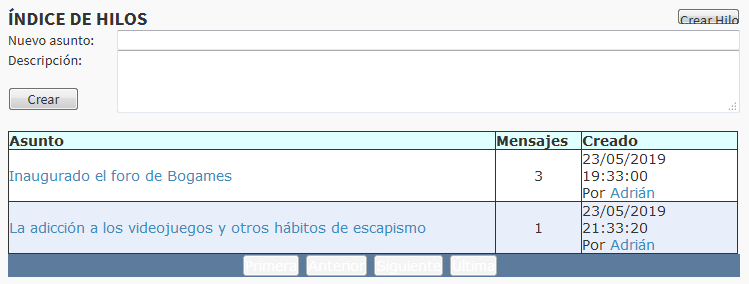 ÍNDICE DE HILOS
Crear Hilo
Nuevo asunto:
Descripción:
Crear
Asunto Mensajes Creado
Inaugurado el foro de Bogames 3 23/05/2019
19:33:00
Por Adrián
La adicción a los videojuegos y otros hábitos de escapismo 1 23/05/2019
21:33:20
Por Adrián
Primera Anterior Siguiente Última